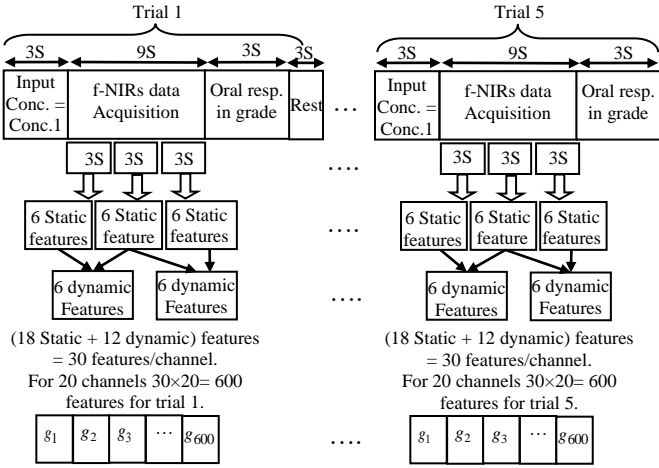 Trial 1
Trial 5
3S 9S 3S 3S
3S 9S 3S
Input
Conc. =
Conc.1
f-NIRs data
Acquisition
Oral resp.
in grade
Rest
...
Input
Conc. =
Conc.1
f-NIRs data
Acquisition
Oral resp.
in grade
3S 3S 3S
....
3S 3S 3S
6 Static
features
6 Static
feature
6 Static
features
....
6 Static
features
6 Static
feature
6 Static
features
6 dynamic
Features
6 dynamic
Features
....
6 dynamic
Features
6 dynamic
Features
(18 Static + 12 dynamic) features
= 30 features/channel.
For 20 channels 30×20= 600
features for trial 1.
(18 Static + 12 dynamic) features
= 30 features/channel.
For 20 channels 30×20= 600
features for trial 5.
g1 g2 g3 ... g600
....
g1 g2 g3 ... g600